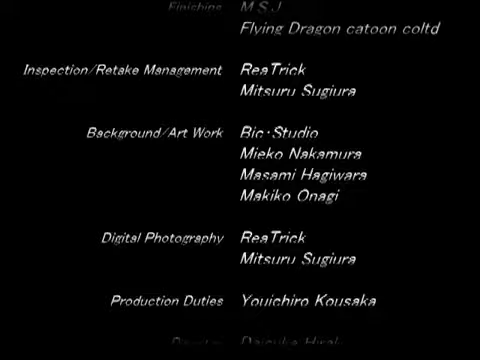 Finishing M.S.J
Flying Dragon catoon coltd
Inspection/Retake Management ReaTrick
Mitsuru Sugiura
Background/Art Work Bic・Studio
Mieko Nakamura
Masami Hagiwara
Makiko Onagi
Digital Photography ReaTrick
Mitsuru Sugiura
Production Duties Youichiro Kousaka